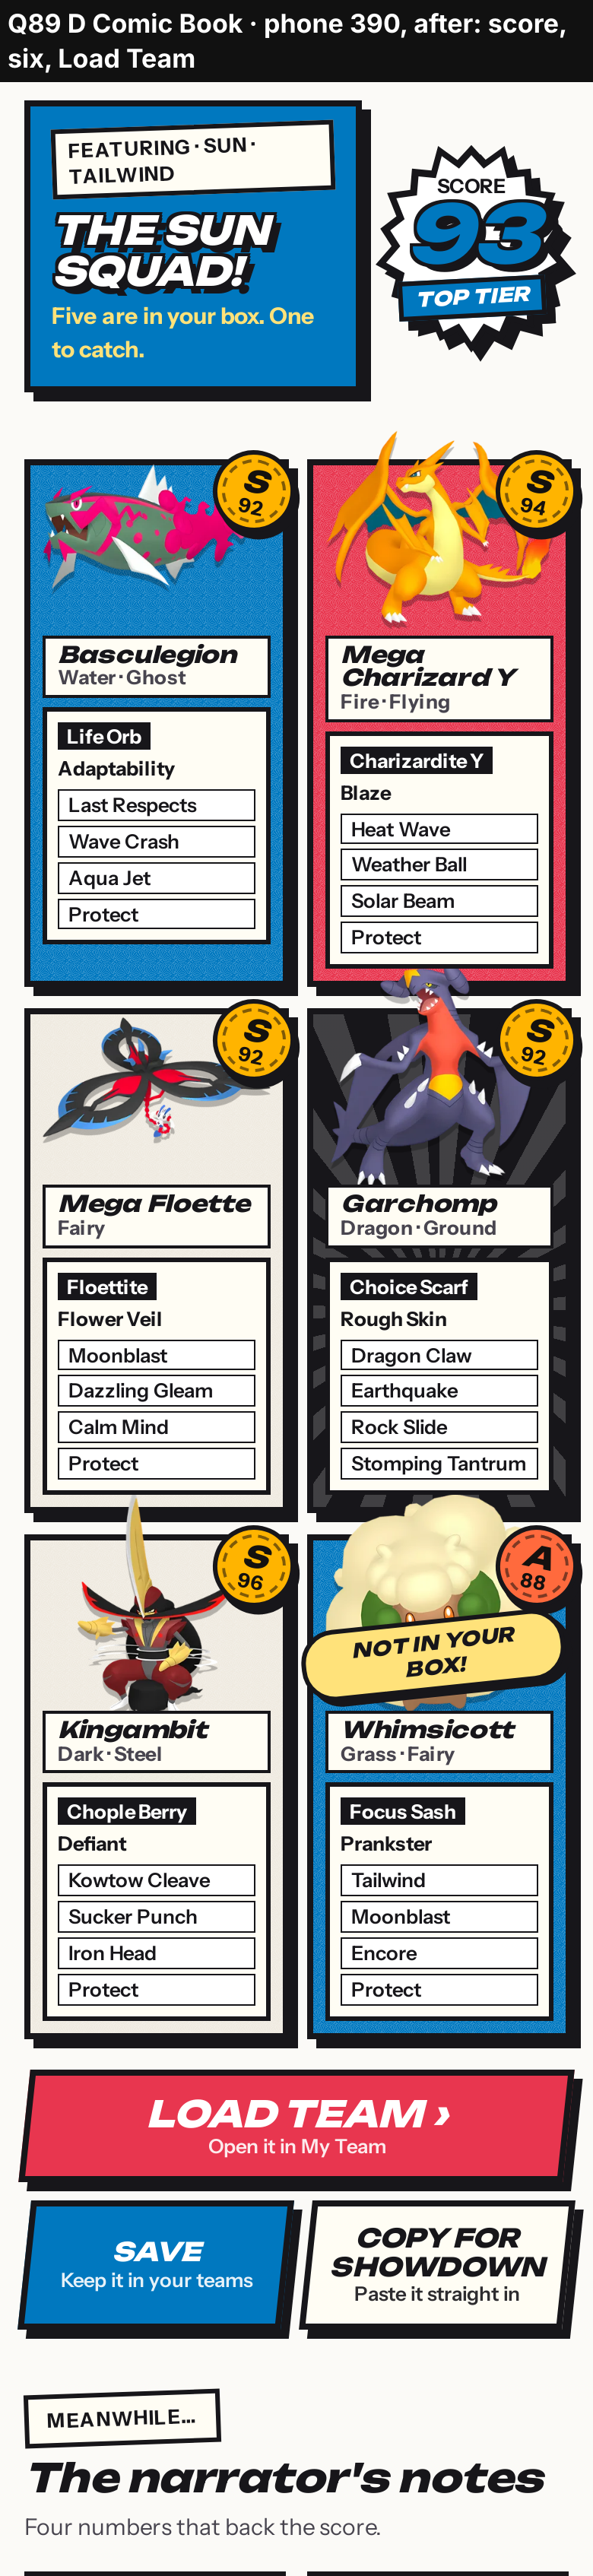 Q89 D Comic Book · phone 390, after: score,
six, Load Team
FEATURING · SUN ·
TAILWIND
THE SUN
SQUAD!
Five are in your box. One
to catch.
SCORE
93
TOP TIER
S
92
Basculegion
Water · Ghost
Life Orb
Adaptability
Last Respects
Wave Crash
Aqua Jet
Protect
S
94
Mega
Charizard Y
Fire · Flying
Charizardite Y
Blaze
Heat Wave
Weather Ball
Solar Beam
Protect
S
92
Mega Floette
Fairy
Floettite
Flower Veil
Moonblast
Dazzling Gleam
Calm Mind
Protect
S
92
Garchomp
Dragon · Ground
Choice Scarf
Rough Skin
Dragon Claw
Earthquake
Rock Slide
Stomping Tantrum
S
96
Kingambit
Dark · Steel
Chople Berry
Defiant
Kowtow Cleave
Sucker Punch
Iron Head
Protect
A
88
NOT IN YOUR
BOX!
Whimsicott
Grass · Fairy
Focus Sash
Prankster
Tailwind
Moonblast
Encore
Protect
LOAD TEAM ›
Open it in My Team
SAVE
Keep it in your teams
COPY FOR
SHOWDOWN
Paste it straight in
MEANWHILE...
The narrator's notes
Four numbers that back the score.